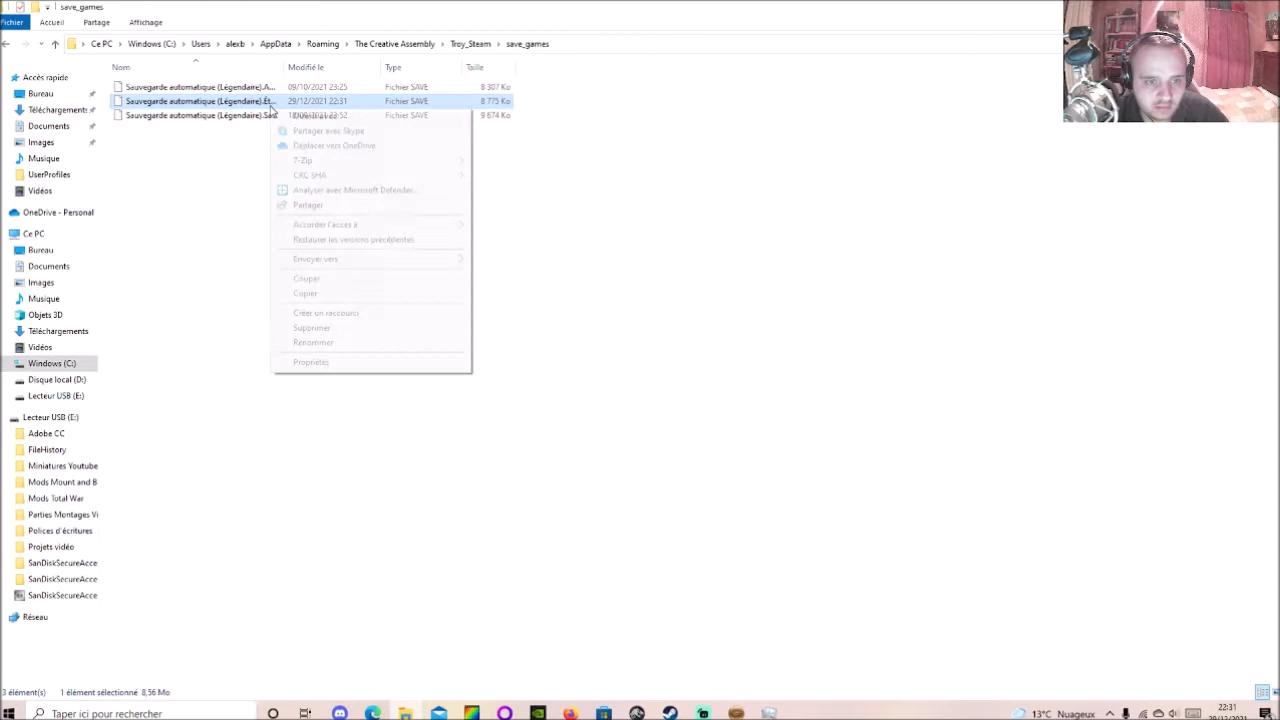 save_games
Fichier Accueil Partage Affichage
Ce PC Windows (C:) Users alexb AppData Roaming The Creative Assembly Troy_Steam save_games
Nom Modifié le Type Taille
Sauvegarde automatique (Légendaire).A... 09/10/2021 23:25 Fichier SAVE 8 307 Ko
Sauvegarde automatique (Légendaire).Ét... 29/12/2021 22:31 Fichier SAVE 8 775 Ko
Sauvegarde automatique (Légendaire).San Fichier SAVE 9 674 Ko
Partager avec Skype
Déplacer vers OneDrive
7-Zip
CRC SHA
Analyser avec Microsoft Defender...
Partager
Accorder l'accès à
Restaurer les versions précédentes
Envoyer vers
Couper
Copier
Créer un raccourci
Supprimer
Renommer
Propriétés
Accès rapide
Bureau
Téléchargements
Documents
Images
Musique
UserProfiles
Vidéos
OneDrive - Personal
Ce PC
Bureau
Documents
Images
Musique
Objets 3D
Téléchargements
Vidéos
Windows (C:)
Disque local (D:)
Lecteur USB (E:)
Lecteur USB (E:)
Adobe CC
FileHistory
Miniatures Youtube
Mods Mount and B
Mods Total War
Parties Montages Vi
Polices d'écritures
Projets vidéo
SanDiskSecureAcce
SanDiskSecureAcce
SanDiskSecureAcce
Réseau
3 élément(s) 1 élément sélectionné 8,56 Mo
Taper ici pour rechercher
13°C Nuageux
22:31